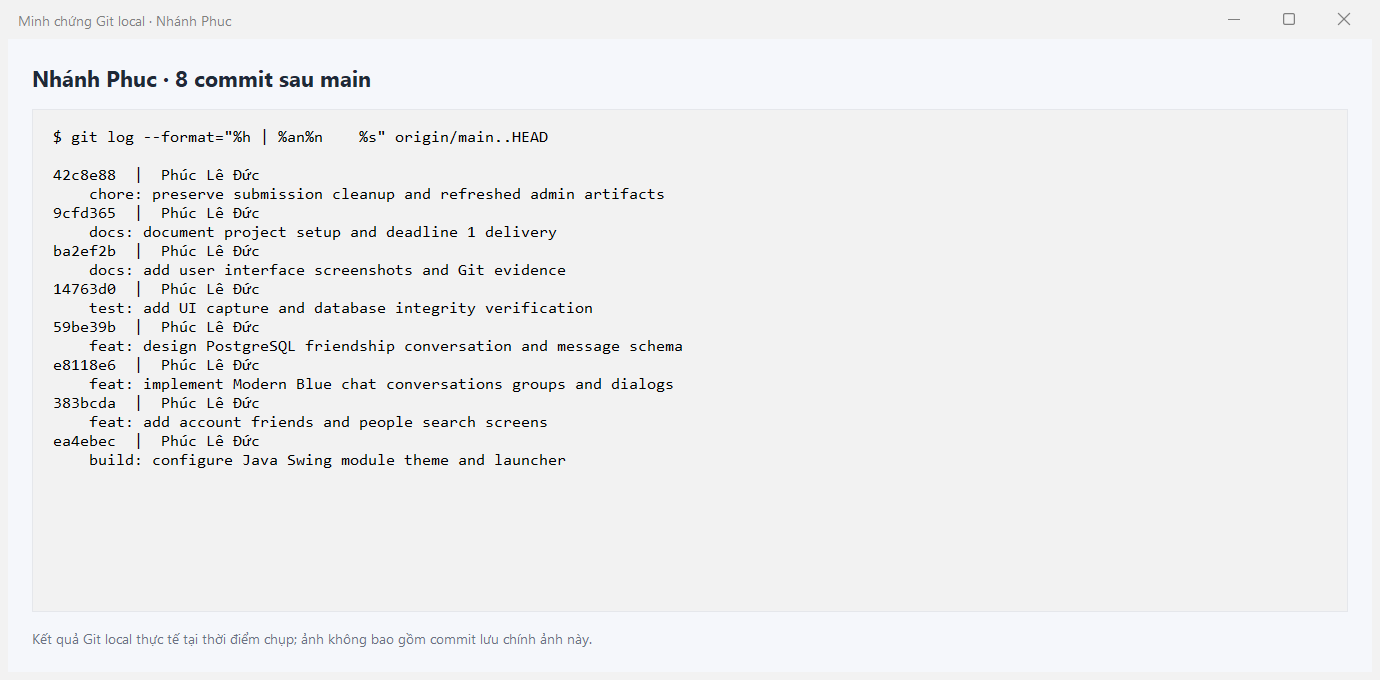 Minh chứng Git local · Nhánh Phuc
Nhánh Phuc · 8 commit sau main
$ git log --format="%h | %an%n    %s" origin/main..HEAD
42c8e88  |  Phúc Lê Đức
    chore: preserve submission cleanup and refreshed admin artifacts
9cfd365  |  Phúc Lê Đức
    docs: document project setup and deadline 1 delivery
ba2ef2b  |  Phúc Lê Đức
    docs: add user interface screenshots and Git evidence
14763d0  |  Phúc Lê Đức
    test: add UI capture and database integrity verification
59be39b  |  Phúc Lê Đức
    feat: design PostgreSQL friendship conversation and message schema
e8118e6  |  Phúc Lê Đức
    feat: implement Modern Blue chat conversations groups and dialogs
383bcda  |  Phúc Lê Đức
    feat: add account friends and people search screens
ea4ebec  |  Phúc Lê Đức
    build: configure Java Swing module theme and launcher
Kết quả Git local thực tế tại thời điểm chụp; ảnh không bao gồm commit lưu chính ảnh này.